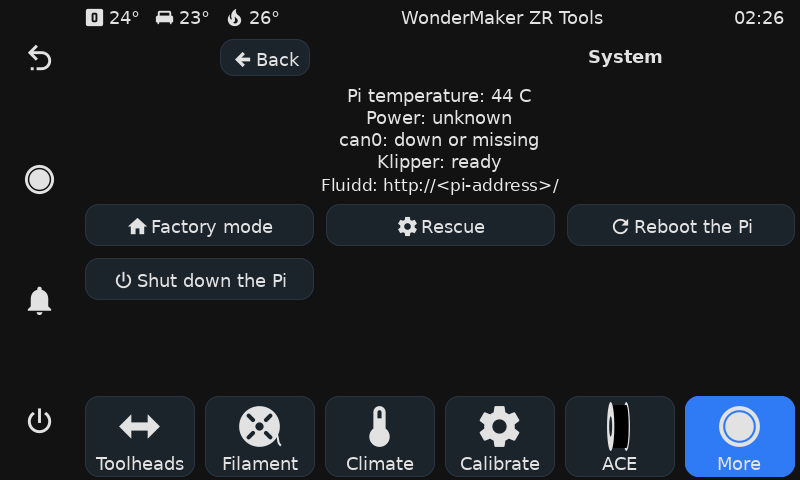 24° 23° 26° WonderMaker ZR Tools 02:26
Back System
Pi temperature: 44 C
Power: unknown
can0: down or missing
Klipper: ready
Fluidd: http://<pi-address>/
Factory mode Rescue Reboot the Pi
Shut down the Pi
Toolheads Filament Climate Calibrate ACE More